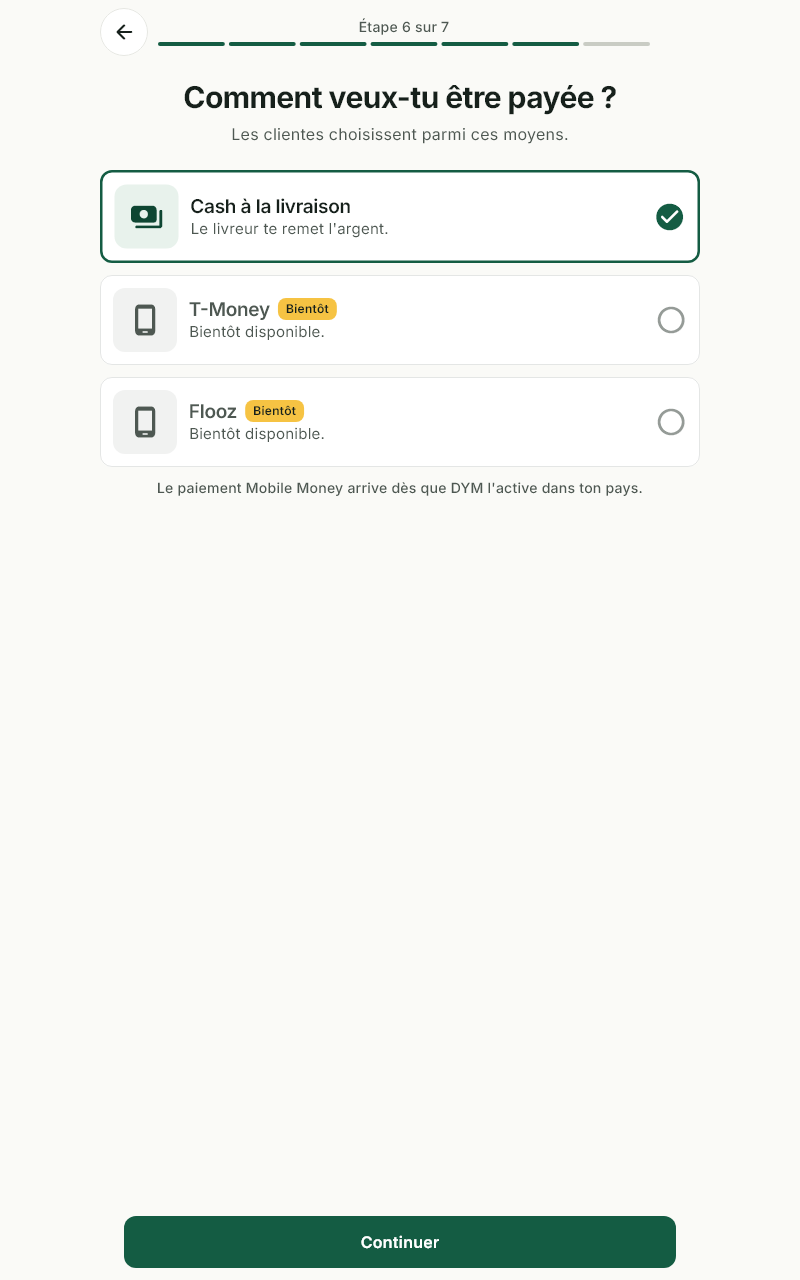 Étape 6 sur 7
Comment veux-tu être payée ?
Les clientes choisissent parmi ces moyens.
Cash à la livraison
Le livreur te remet l'argent.
T-Money Bientôt
Bientôt disponible.
Flooz Bientôt
Bientôt disponible.
Le paiement Mobile Money arrive dès que DYM l'active dans ton pays.
Continuer